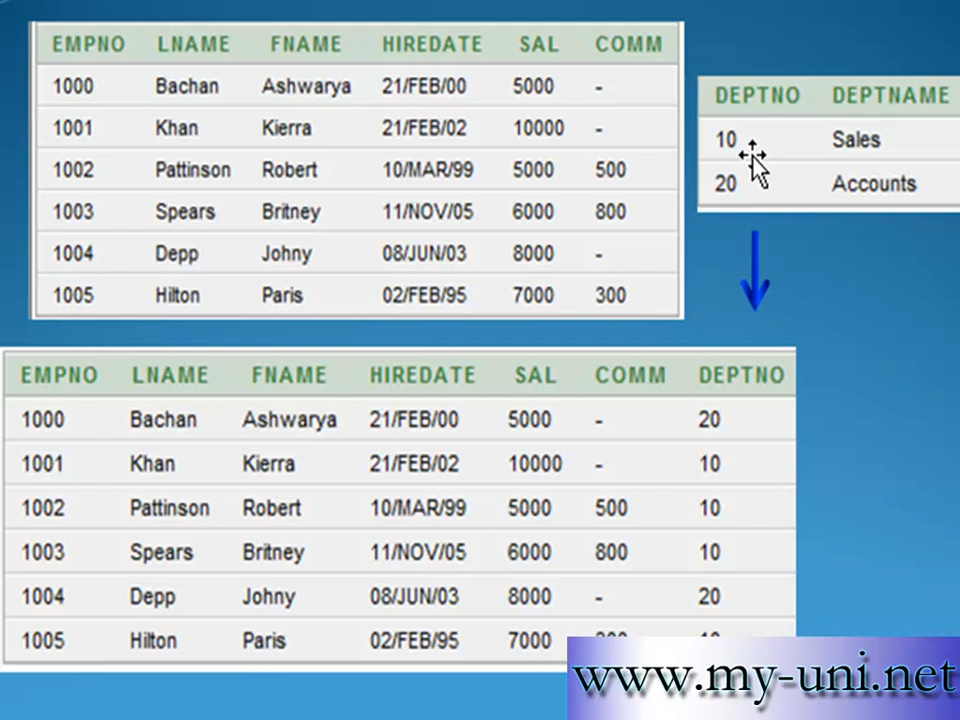 EMPNO LNAME FNAME HIREDATE SAL COMM
1000 Bachan Ashwarya 21/FEB/00 5000 -
1001 Khan Kierra 21/FEB/02 10000 -
1002 Pattinson Robert 10/MAR/99 5000 500
1003 Spears Britney 11/NOV/05 6000 800
1004 Depp Johny 08/JUN/03 8000 -
1005 Hilton Paris 02/FEB/95 7000 300
DEPTNO DEPTNAME
10 Sales
20 Accounts
EMPNO LNAME FNAME HIREDATE SAL COMM DEPTNO
1000 Bachan Ashwarya 21/FEB/00 5000 - 20
1001 Khan Kierra 21/FEB/02 10000 - 10
1002 Pattinson Robert 10/MAR/99 5000 500 10
1003 Spears Britney 11/NOV/05 6000 800 10
1004 Depp Johny 08/JUN/03 8000 - 20
1005 Hilton Paris 02/FEB/95 7000
www.my-uni.net